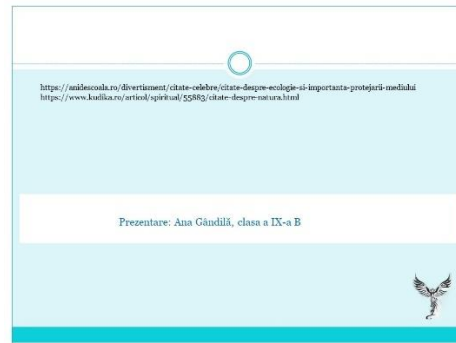 https://anidescoala.ro/divertisment/citate-celebre/citate-despre-ecologie-si-importanta-protejarii-mediului
https://www.kudika.ro/articol/spiritual/55883/citate-despre-natura.html
Prezentare: Ana Gândilă, clasa a IX-a B